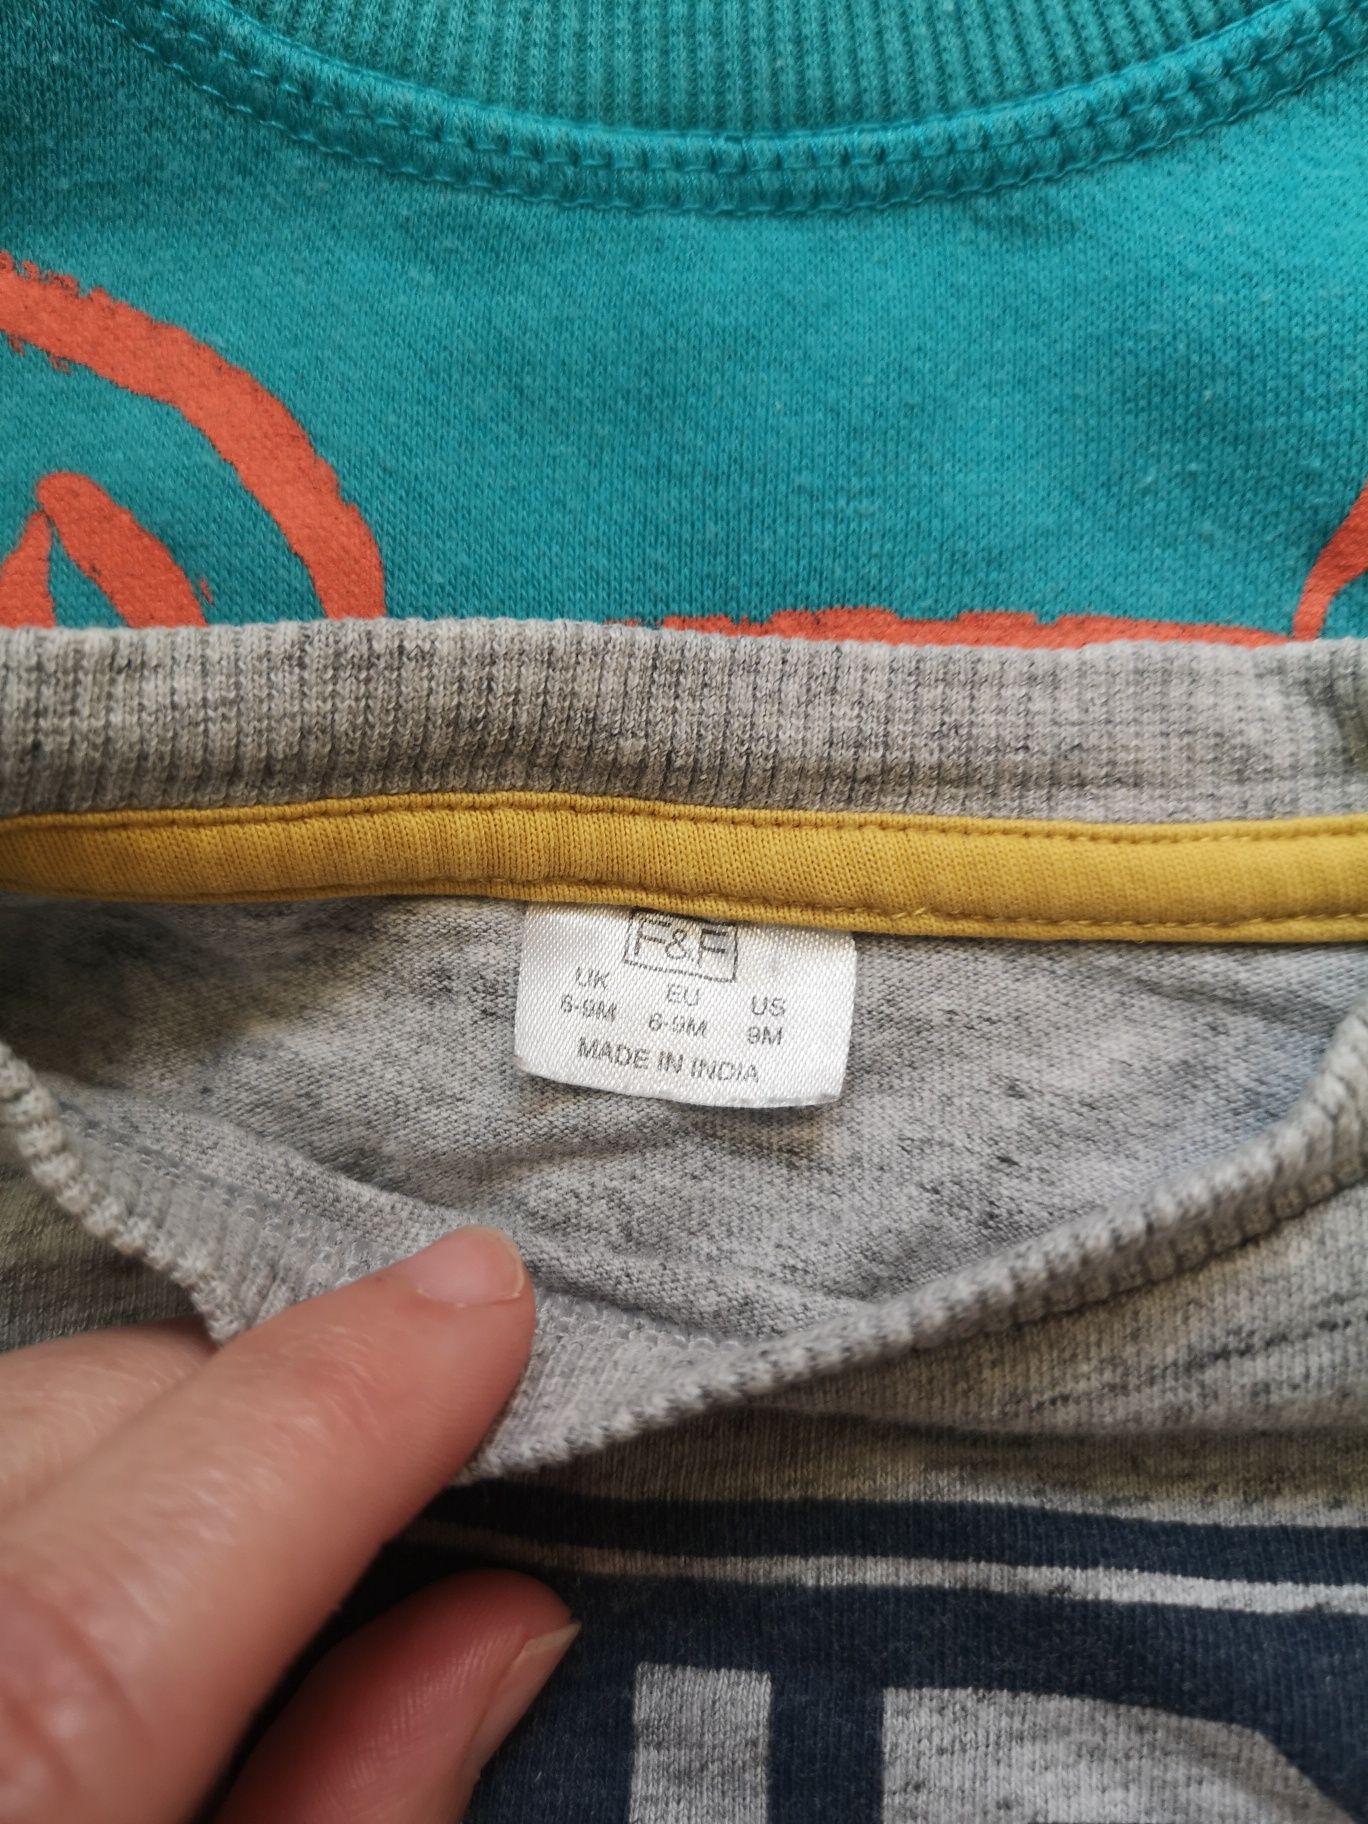 F&F
UK EU US
6-9M 6-9M 9M
MADE IN INDIA